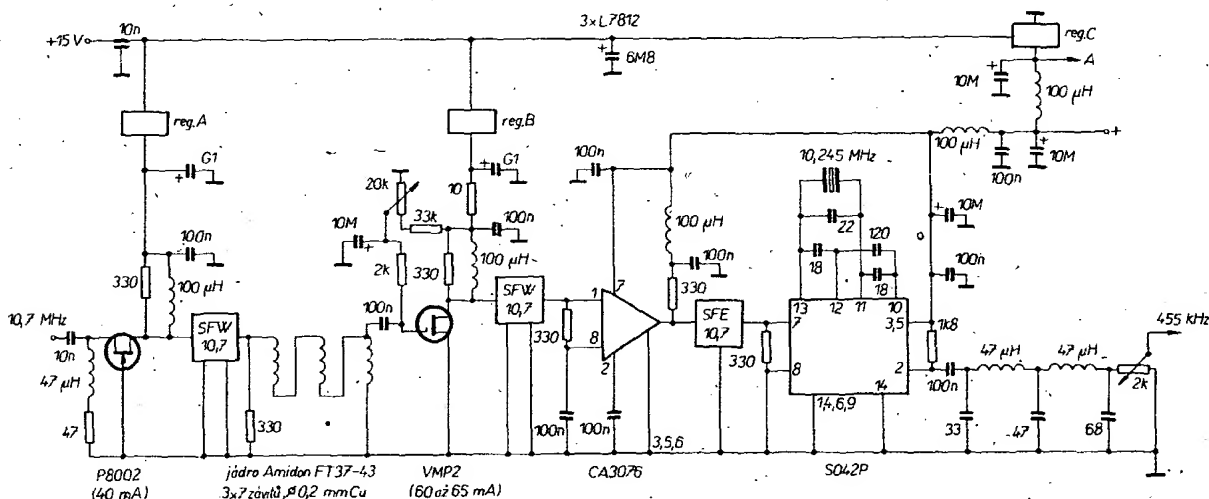 3×L7812
+15 V
10n
6M8
reg.C
A
10M
100 µH
reg.A
reg.B
G1
G1
100 µH
+
10M
100n
100n
10,245 MHz
20k
10
33k
100n
10M
2k
330
100 µH
100n
330
100 µH
100 µH
100n
330
22
18
120
18
10M
100n
10,7 MHz
10n
47 µH
47
SFW
10,7
330
100n
SFW
10,7
330
1
8
2
7
100n
100n
3,5,6
SFE
10,7
330
7
8
13
12
11
10
3,5
2
14
1,4,6,9
1k8
100n
47 µH
47 µH
33
47
68
2k
455 kHz
P8002
(40 mA)
jádro Amidon FT37-43
3×7 závitů, ø 0,2 mm Cu
VMP2
(60 až 65 mA)
CA3076
SO42P